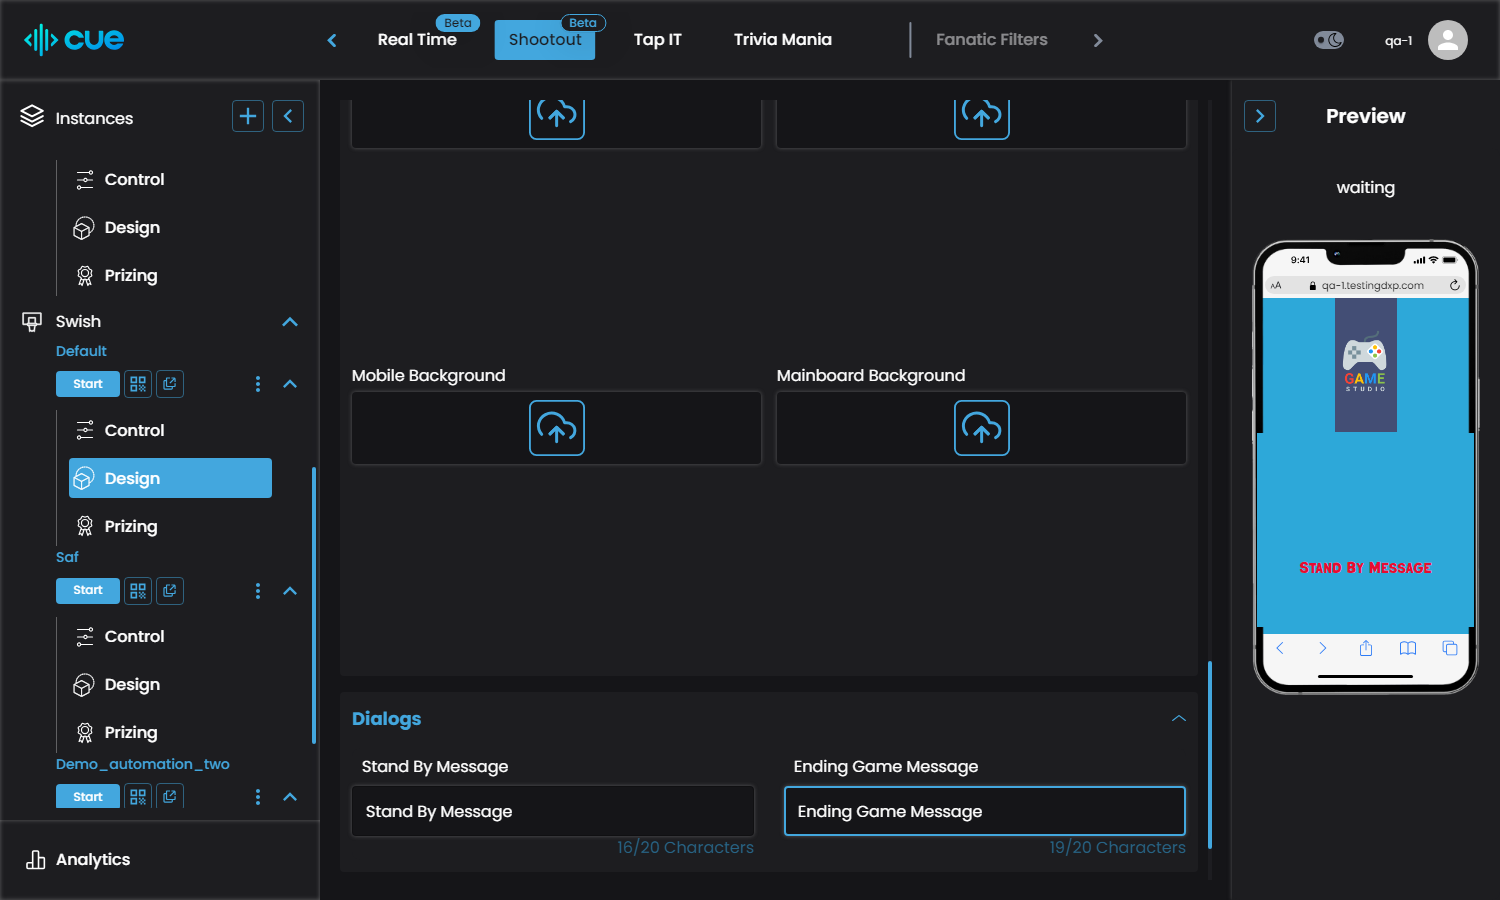 cue
Real Time
Beta
Shootout
Beta
Tap IT
Trivia Mania
Fanatic Filters
qa-1
Instances
Control
Design
Prizing
Swish
Default
Start
Control
Design
Prizing
Saf
Start
Control
Design
Prizing
Demo_automation_two
Start
Analytics
Mobile Background
Mainboard Background
Dialogs
Stand By Message
Ending Game Message
Stand By Message
Ending Game Message
16/20 Characters
19/20 Characters
Preview
waiting
9:41
AA
qa-1.testingdxp.com
GAME
STUDIO
Stand By Message